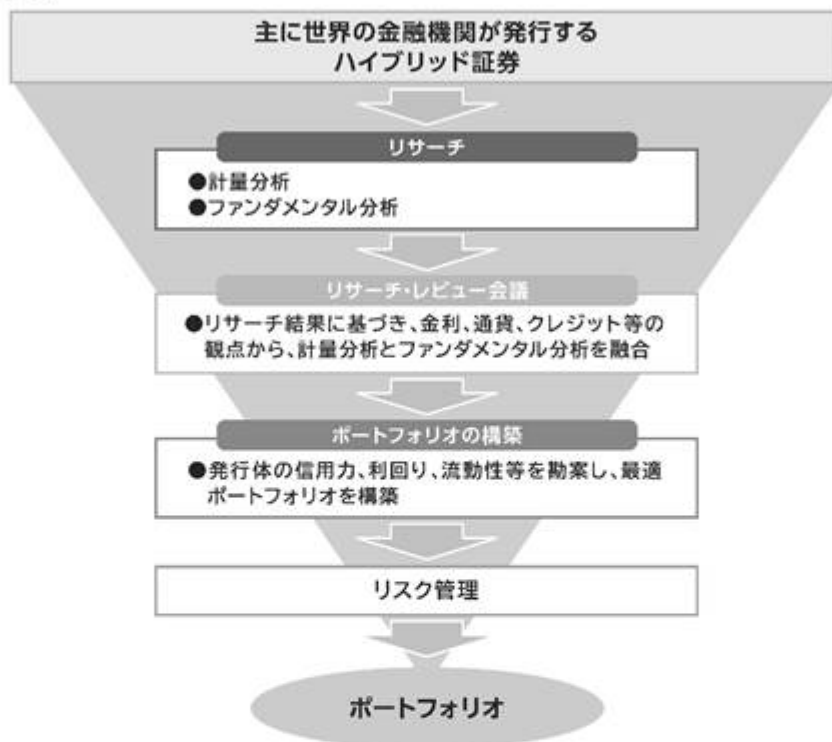 主に世界の金融機関が発行する
ハイブリッド証券
リサーチ
●計量分析
●ファンダメンタル分析
リサーチ・レビュー会議
●リサーチ結果に基づき、金利、通貨、クレジット等の
観点から、計量分析とファンダメンタル分析を融合
ポートフォリオの構築
●発行体の信用力、利回り、流動性等を勘案し、最適
ポートフォリオを構築
リスク管理
ポートフォリオ